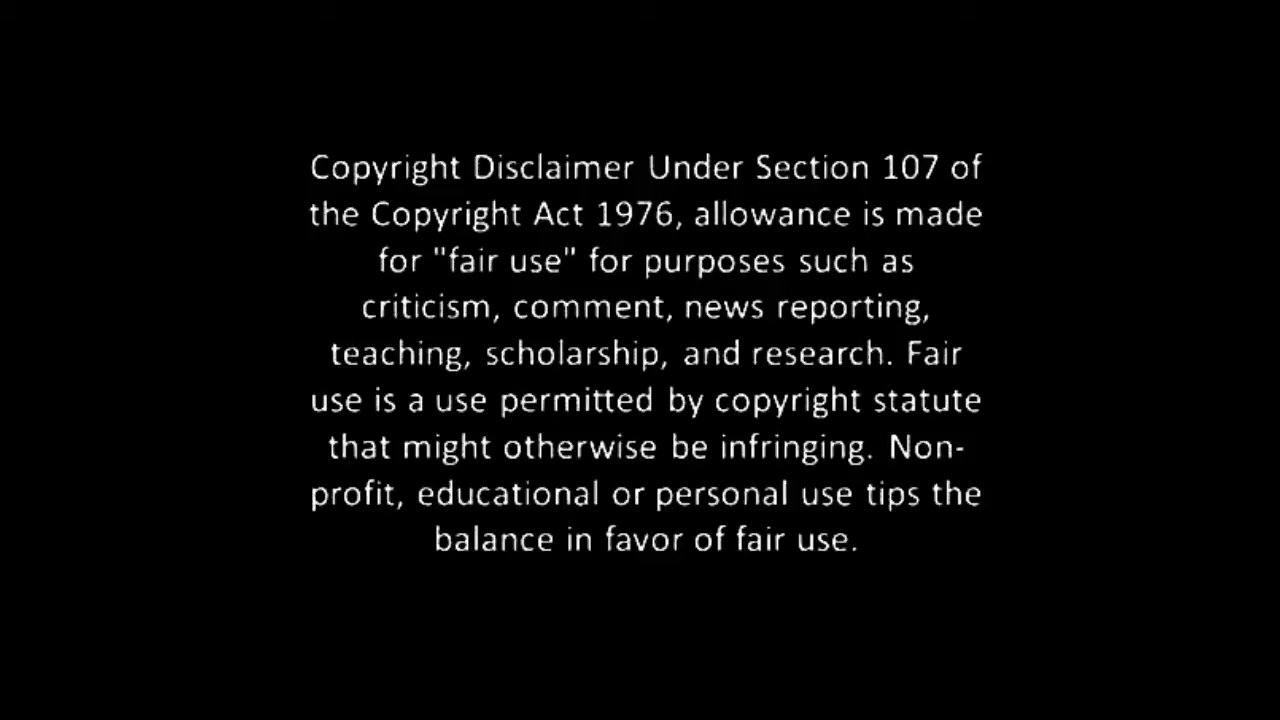 Copyright Disclaimer Under Section 107 of
the Copyright Act 1976, allowance is made
for "fair use" for purposes such as
criticism, comment, news reporting,
teaching, scholarship, and research. Fair
use is a use permitted by copyright statute
that might otherwise be infringing. Non-
profit, educational or personal use tips the
balance in favor of fair use.